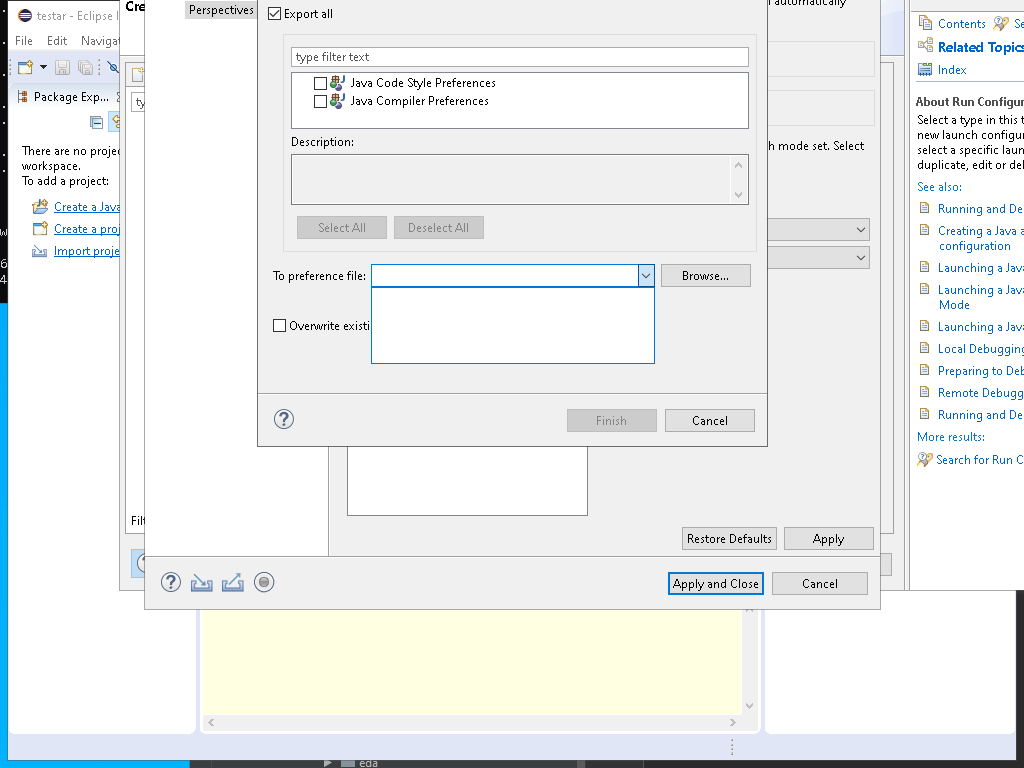 testar - Eclipse I
File Edit Navigat
Package Exp...
There are no proje
workspace.
To add a project:
Create a Java
Create a proj
Import proje
Cre
ty
Filt
Perspectives
Export all
type filter text
Java Code Style Preferences
Java Compiler Preferences
Description:
Select All
Deselect All
To preference file:
Browse...
Overwrite existi
Finish
Cancel
automatically
h mode set. Select
Restore Defaults
Apply
Apply and Close
Cancel
Contents
Se
Related Topics
Index
About Run Configur
Select a type in this t
new launch configur
select a specific laun
duplicate, edit or del
See also:
Running and De
Creating a Java a
configuration
Launching a Java
Launching a Java
Mode
Launching a Java
Local Debugging
Preparing to Deb
Remote Debugg
Running and De
More results:
Search for Run C
eda